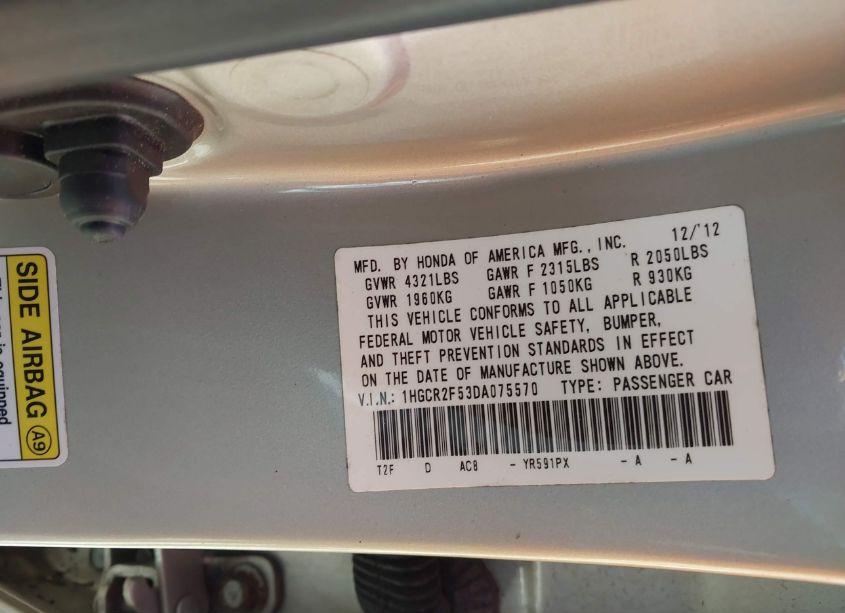 SIDE AIRBAG A9
MFD. BY HONDA OF AMERICA MFG., INC. 12/'12
GVWR 4321LBS GAWR F 2315LBS R 2050LBS
GVWR 1960KG GAWR F 1050KG R 930KG
THIS VEHICLE CONFORMS TO ALL APPLICABLE
FEDERAL MOTOR VEHICLE SAFETY, BUMPER,
AND THEFT PREVENTION STANDARDS IN EFFECT
ON THE DATE OF MANUFACTURE SHOWN ABOVE.
V.I.N.: 1HGCR2F53DA075570 TYPE: PASSENGER CAR
T2F D AC8 - YR591PX - A - A